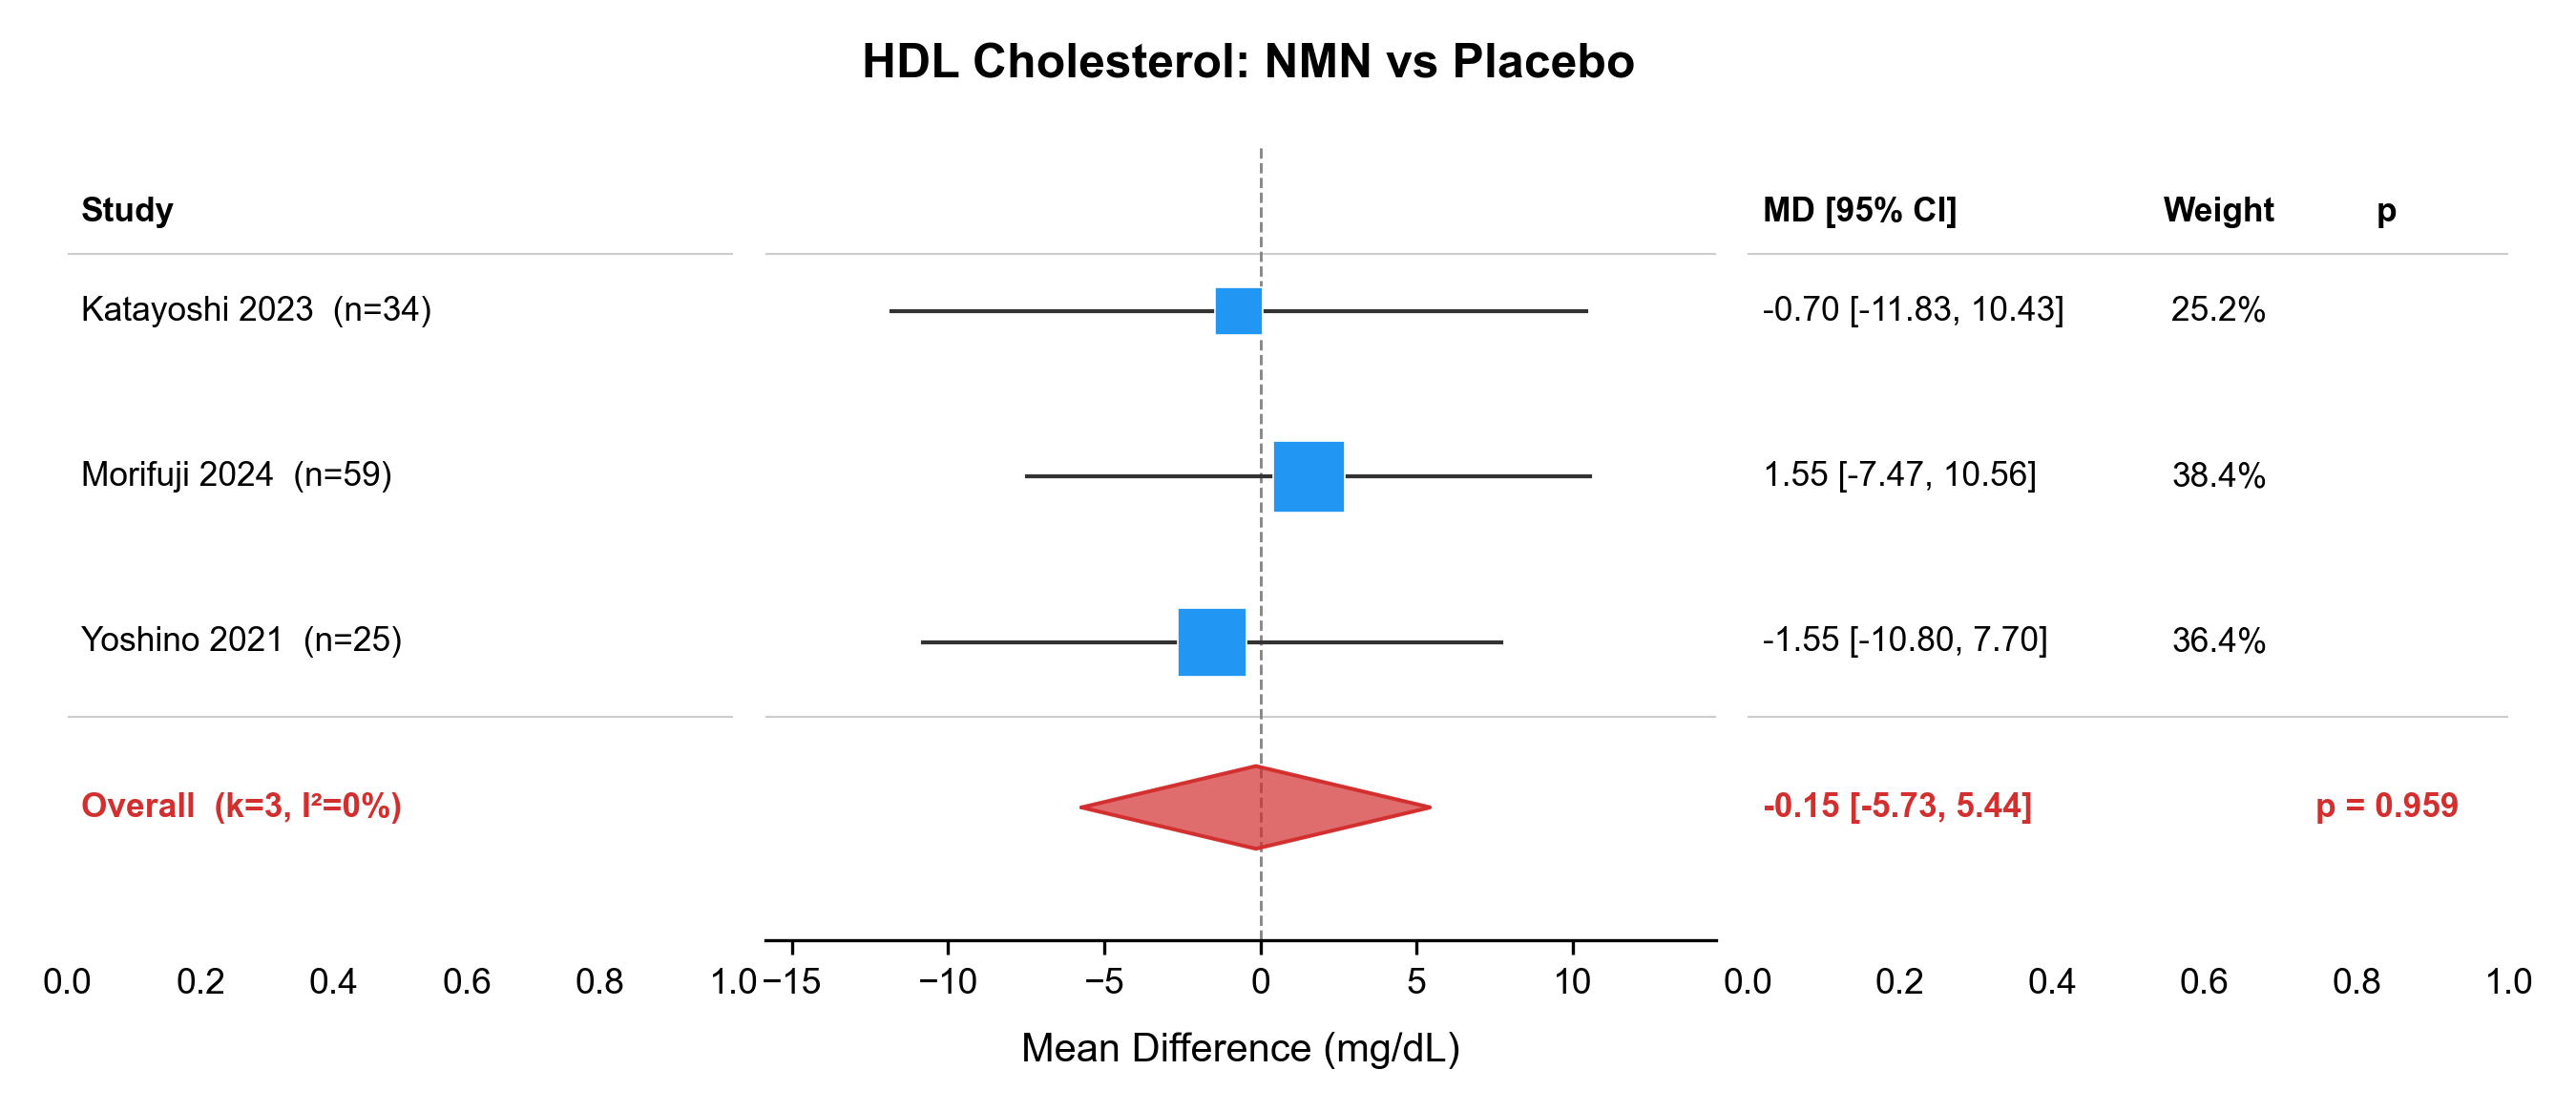 HDL Cholesterol: NMN vs Placebo
Study MD [95% CI] Weight p
Katayoshi 2023 (n=34) -0.70 [-11.83, 10.43] 25.2%
Morifuji 2024 (n=59) 1.55 [-7.47, 10.56] 38.4%
Yoshino 2021 (n=25) -1.55 [-10.80, 7.70] 36.4%
Overall (k=3, I²=0%) -0.15 [-5.73, 5.44] p = 0.959
0.0 0.2 0.4 0.6 0.8 1.0 −15 −10 −5 0 5 10 0.0 0.2 0.4 0.6 0.8 1.0
Mean Difference (mg/dL)